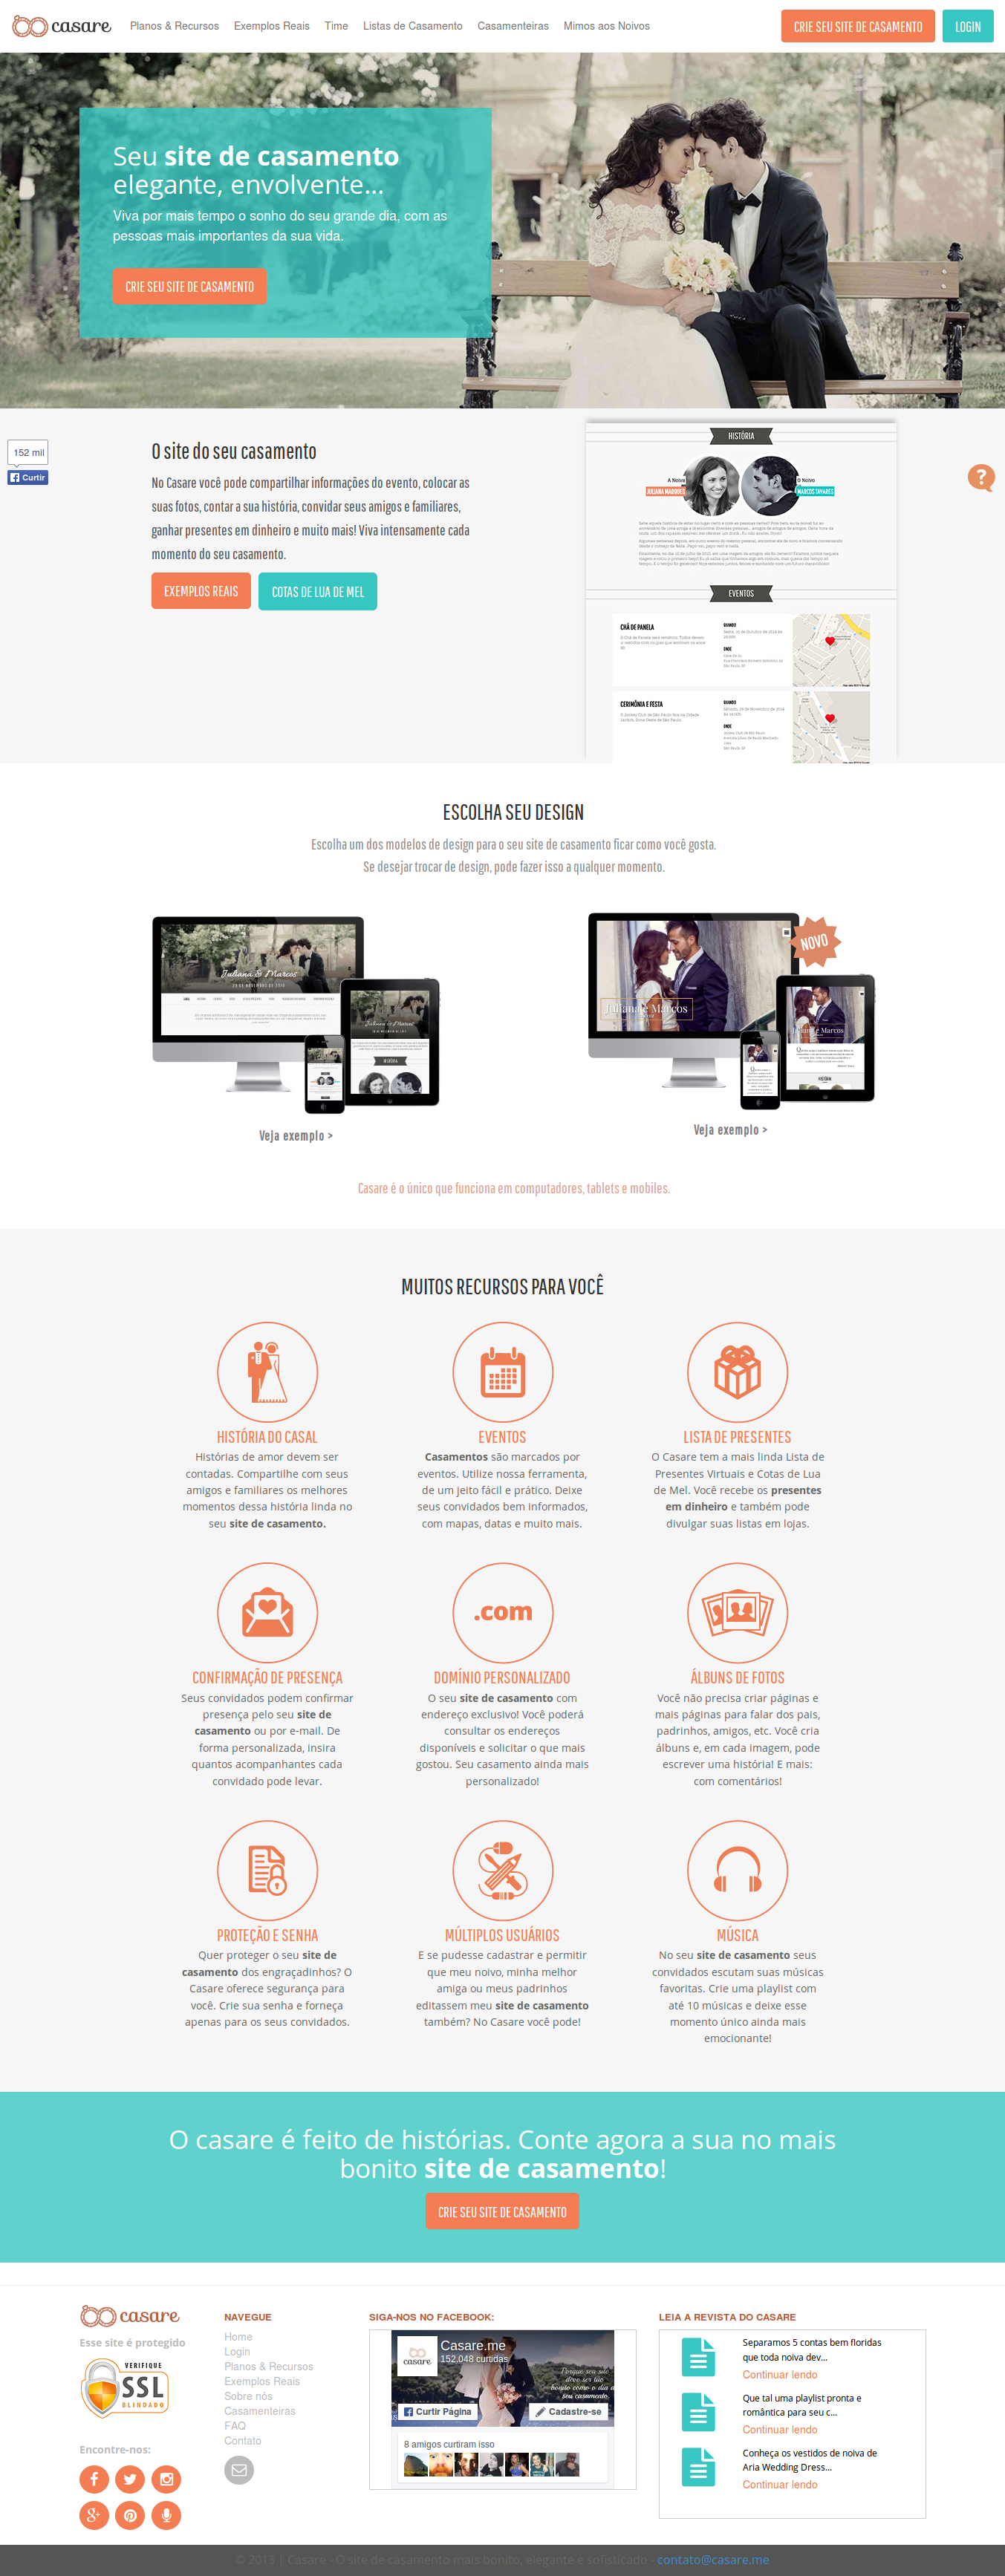 casare
Planos & Recursos
Exemplos Reais
Time
Listas de Casamento
Casamenteiras
Mimos aos Noivos
CRIE SEU SITE DE CASAMENTO
LOGIN
Seu site de casamento
elegante, envolvente...
Viva por mais tempo o sonho do seu grande dia, com as
pessoas mais importantes da sua vida.
CRIE SEU SITE DE CASAMENTO
152 mil
Curtir
O site do seu casamento
No Casare você pode compartilhar informações do evento, colocar as
suas fotos, contar a sua história, convidar seus amigos e familiares,
ganhar presentes em dinheiro e muito mais! Viva intensamente cada
momento do seu casamento.
EXEMPLOS REAIS
COTAS DE LUA DE MEL
HISTÓRIA
A Noiva
JULIANA MARQUES
O Noivo
MARCOS TAVARES
EVENTOS
CHÁ DE PANELA
QUANDO
ONDE
CERIMÔNIA E FESTA
QUANDO
ONDE
?
ESCOLHA SEU DESIGN
Escolha um dos modelos de design para o seu site de casamento ficar como você gosta.
Se desejar trocar de design, pode fazer isso a qualquer momento.
Juliana & Marcos
Juliana e Marcos
NOVO
Veja exemplo >
Veja exemplo >
Casare é o único que funciona em computadores, tablets e mobiles.
MUITOS RECURSOS PARA VOCÊ
HISTÓRIA DO CASAL
Histórias de amor devem ser
contadas. Compartilhe com seus
amigos e familiares os melhores
momentos dessa história linda no
seu site de casamento.
EVENTOS
Casamentos são marcados por
eventos. Utilize nossa ferramenta,
de um jeito fácil e prático. Deixe
seus convidados bem informados,
com mapas, datas e muito mais.
LISTA DE PRESENTES
O Casare tem a mais linda Lista de
Presentes Virtuais e Cotas de Lua
de Mel. Você recebe os presentes
em dinheiro e também pode
divulgar suas listas em lojas.
CONFIRMAÇÃO DE PRESENÇA
Seus convidados podem confirmar
presença pelo seu site de
casamento ou por e-mail. De
forma personalizada, insira
quantos acompanhantes cada
convidado pode levar.
.com
DOMÍNIO PERSONALIZADO
O seu site de casamento com
endereço exclusivo! Você poderá
consultar os endereços
disponíveis e solicitar o que mais
gostou. Seu casamento ainda mais
personalizado!
ÁLBUNS DE FOTOS
Você não precisa criar páginas e
mais páginas para falar dos pais,
padrinhos, amigos, etc. Você cria
álbuns e, em cada imagem, pode
escrever uma história! E mais:
com comentários!
PROTEÇÃO E SENHA
Quer proteger o seu site de
casamento dos engraçadinhos? O
Casare oferece segurança para
você. Crie sua senha e forneça
apenas para os seus convidados.
MÚLTIPLOS USUÁRIOS
E se pudesse cadastrar e permitir
que meu noivo, minha melhor
amiga ou meus padrinhos
editassem meu site de casamento
também? No Casare você pode!
MÚSICA
No seu site de casamento seus
convidados escutam suas músicas
favoritas. Crie uma playlist com
até 10 músicas e deixe esse
momento único ainda mais
emocionante!
O casare é feito de histórias. Conte agora a sua no mais
bonito site de casamento!
CRIE SEU SITE DE CASAMENTO
casare
Esse site é protegido
VERIFIQUE
SSL
BLINDADO
Encontre-nos:
NAVEGUE
Home
Login
Planos & Recursos
Exemplos Reais
Sobre nós
Casamenteiras
FAQ
Contato
SIGA-NOS NO FACEBOOK:
casare
Casare.me
152.048 curtidas
Porque seu site
deve ser tão
bonito como o dia d
seu casamento
Curtir Página
Cadastre-se
8 amigos curtiram isso
LEIA A REVISTA DO CASARE
Separamos 5 contas bem floridas
que toda noiva dev...
Continuar lendo
Que tal uma playlist pronta e
romântica para seu c...
Continuar lendo
Conheça os vestidos de noiva de
Aria Wedding Dress...
Continuar lendo
© 2013 | Casare - O site de casamento mais bonito, elegante e sofisticado - contato@casare.me